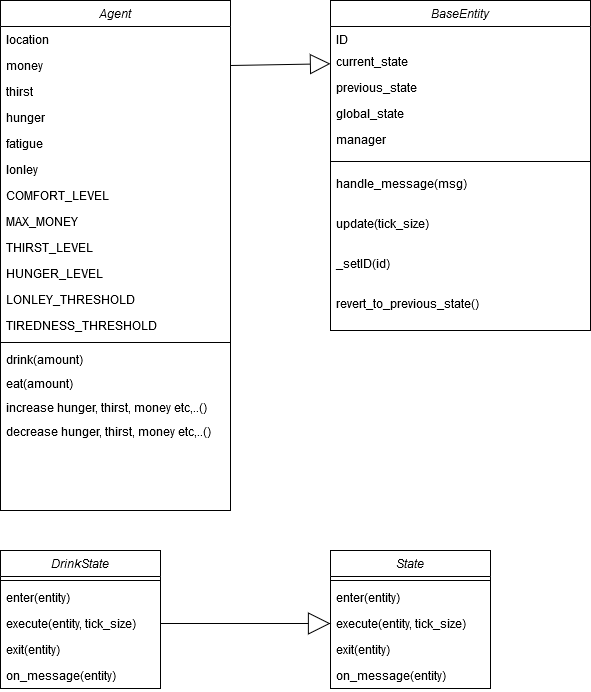 Agent
location
money
thirst
hunger
fatigue
lonley
COMFORT_LEVEL
MAX_MONEY
THIRST_LEVEL
HUNGER_LEVEL
LONLEY_THRESHOLD
TIREDNESS_THRESHOLD
drink(amount)
eat(amount)
increase hunger, thirst, money etc,..()
decrease hunger, thirst, money etc,..()
BaseEntity
ID
current_state
previous_state
global_state
manager
handle_message(msg)
update(tick_size)
_setID(id)
revert_to_previous_state()
DrinkState
enter(entity)
execute(entity, tick_size)
exit(entity)
on_message(entity)
State
enter(entity)
execute(entity, tick_size)
exit(entity)
on_message(entity)